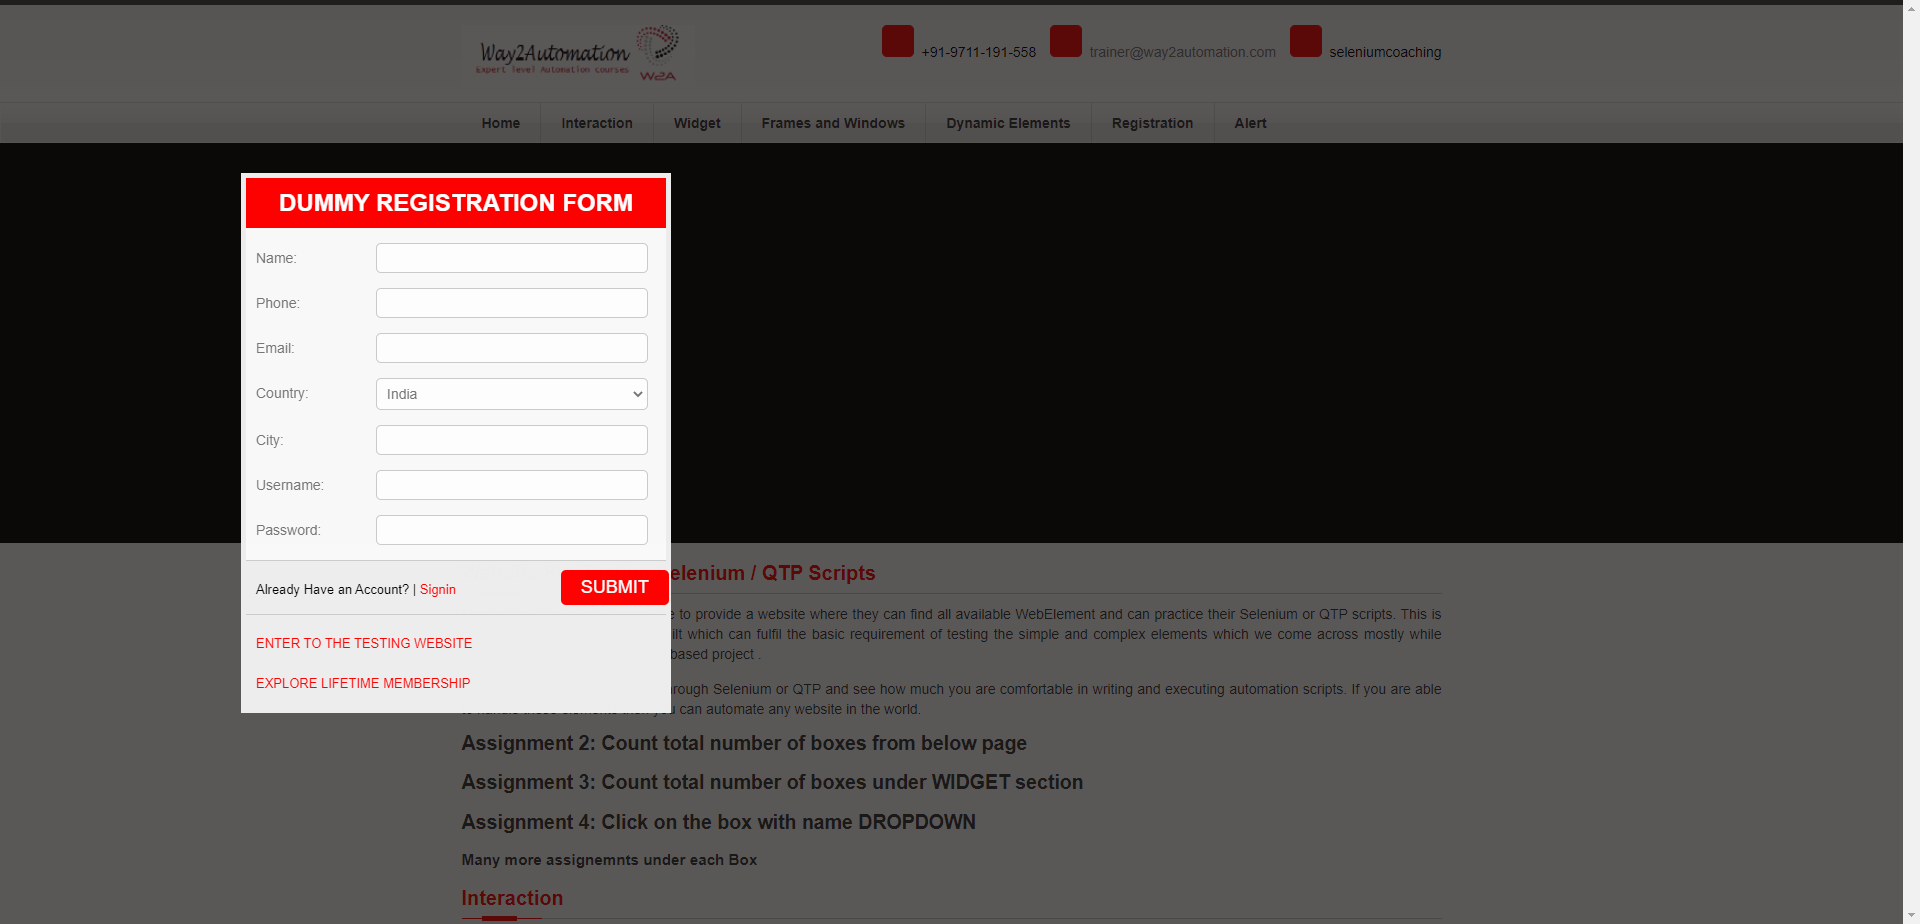 Way2Automation
Expert level Automation courses
W2A
+91-9711-191-558
trainer@way2automation.com
seleniumcoaching
Home
Interaction
Widget
Frames and Windows
Dynamic Elements
Registration
Alert
DUMMY REGISTRATION FORM
Name:
Phone:
Email:
Country:
India
City:
Username:
Password:
Already Have an Account? | Signin
SUBMIT
ENTER TO THE TESTING WEBSITE
EXPLORE LIFETIME MEMBERSHIP
elenium / QTP Scripts
e to provide a website where they can find all available WebElement and can practice their Selenium or QTP scripts. This is
ilt which can fulfil the basic requirement of testing the simple and complex elements which we come across mostly while
based project .
rough Selenium or QTP and see how much you are comfortable in writing and executing automation scripts. If you are able
can automate any website in the world.
Assignment 2: Count total number of boxes from below page
Assignment 3: Count total number of boxes under WIDGET section
Assignment 4: Click on the box with name DROPDOWN
Many more assignemnts under each Box
Interaction